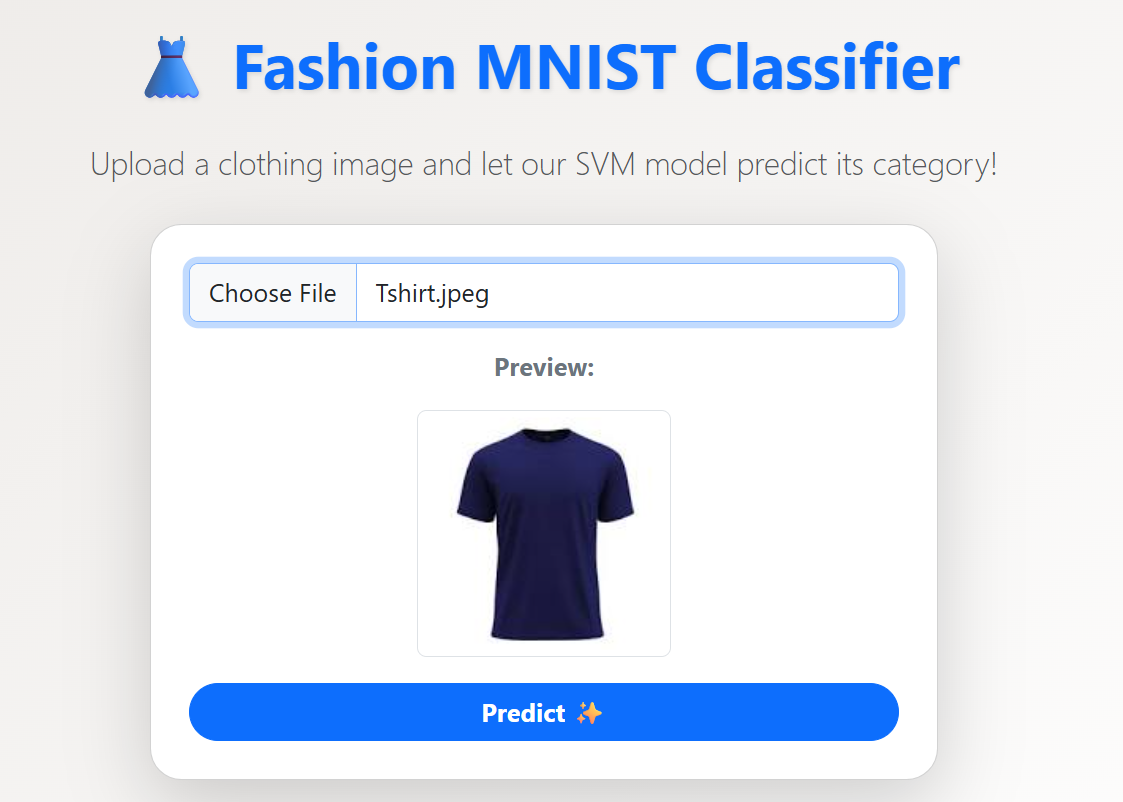 Fashion MNIST Classifier
Upload a clothing image and let our SVM model predict its category!
Choose File Tshirt.jpeg
Preview:
Predict ✨